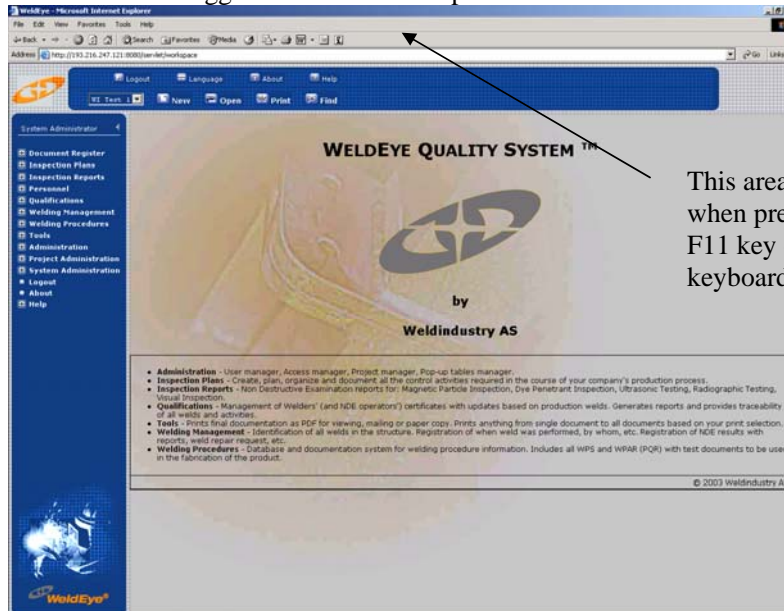 WeldEye - Microsoft Internet Explorer
File Edit View Favorites Tools Help
Back Search Favorites Media
Address http://193.216.247.121:8080/servlet/workspace Go Links
Logout Language About Help
WI Test 1 New Open Print Find
System Administrator
Document Register
Inspection Plans
Inspection Reports
Personnel
Qualifications
Welding Management
Welding Procedures
Tools
Administration
Project Administration
System Administration
Logout
About
Help
WELDEYE QUALITY SYSTEM ™
This area
when pre
F11 key
keyboard
by
Weldindustry AS
• Administration - User manager, Access manager, Project manager, Pop-up tables manager.
• Inspection Plans - Create, plan, organize and document all the control activities required in the course of your company's production process.
• Inspection Reports - Non Destructive Examination reports for: Magnetic Particle Inspection, Dye Penetrant Inspection, Ultrasonic Testing, Radiographic Testing,
Visual Inspection.
• Qualifications - Management of Welders' (and NDE operators') certificates with updates based on production welds. Generates reports and provides traceability
of all welds and activities.
• Tools - Prints final documentation as PDF for viewing, mailing or paper copy. Prints anything from single document to all documents based on your print selection.
• Welding Management - Identification of all welds in the structure. Registration of when weld was performed, by whom, etc. Registration of NDE results with
reports, weld repair request, etc.
• Welding Procedures - Database and documentation system for welding procedure information. Includes all WPS and WPAR (PQR) with test documents to be used
in the fabrication of the product.
© 2003 Weldindustry A
WeldEye®